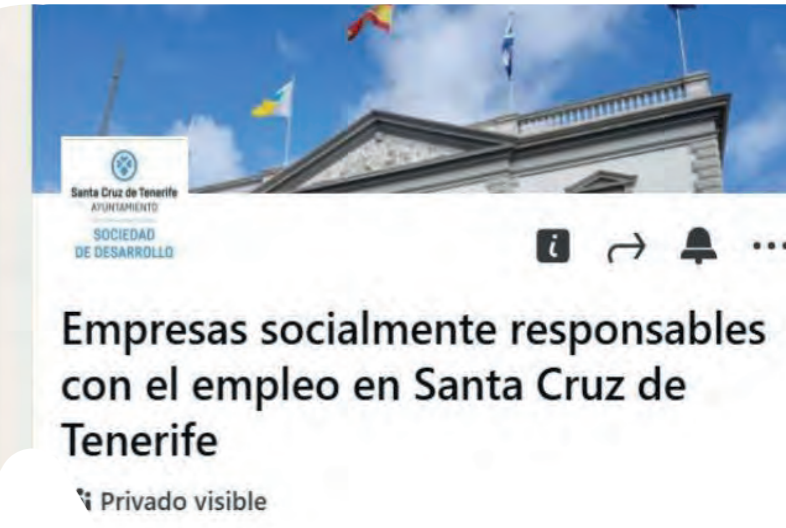 Santa Cruz de Tenerife
AYUNTAMIENTO
SOCIEDAD
DE DESARROLLO
Empresas socialmente responsables
con el empleo en Santa Cruz de
Tenerife
Privado visible